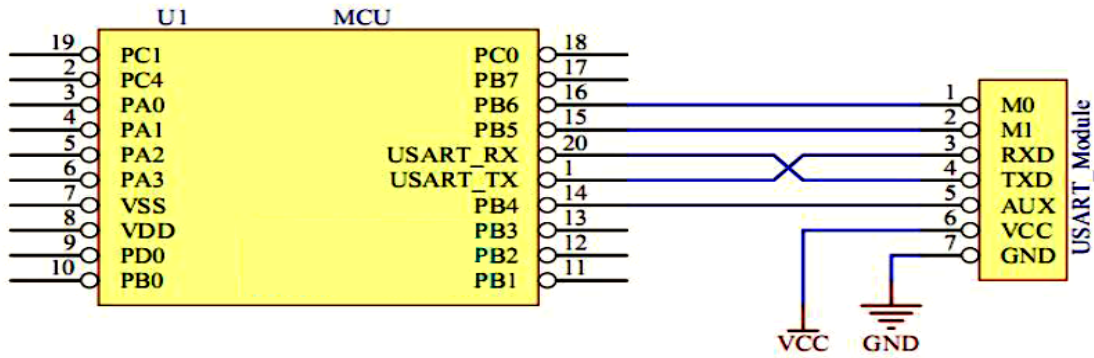 U1 MCU
19 PC1 PC0 18
2 PC4 PB7 17
3 PA0 PB6 16 1 M0
4 PA1 PB5 15 2 M1
5 PA2 USART_RX 20 3 RXD
6 PA3 USART_TX 1 4 TXD
7 VSS PB4 14 5 AUX
8 VDD PB3 13 6 VCC
9 PD0 PB2 12 7 GND
10 PB0 PB1 11
USART_Module
VCC GND